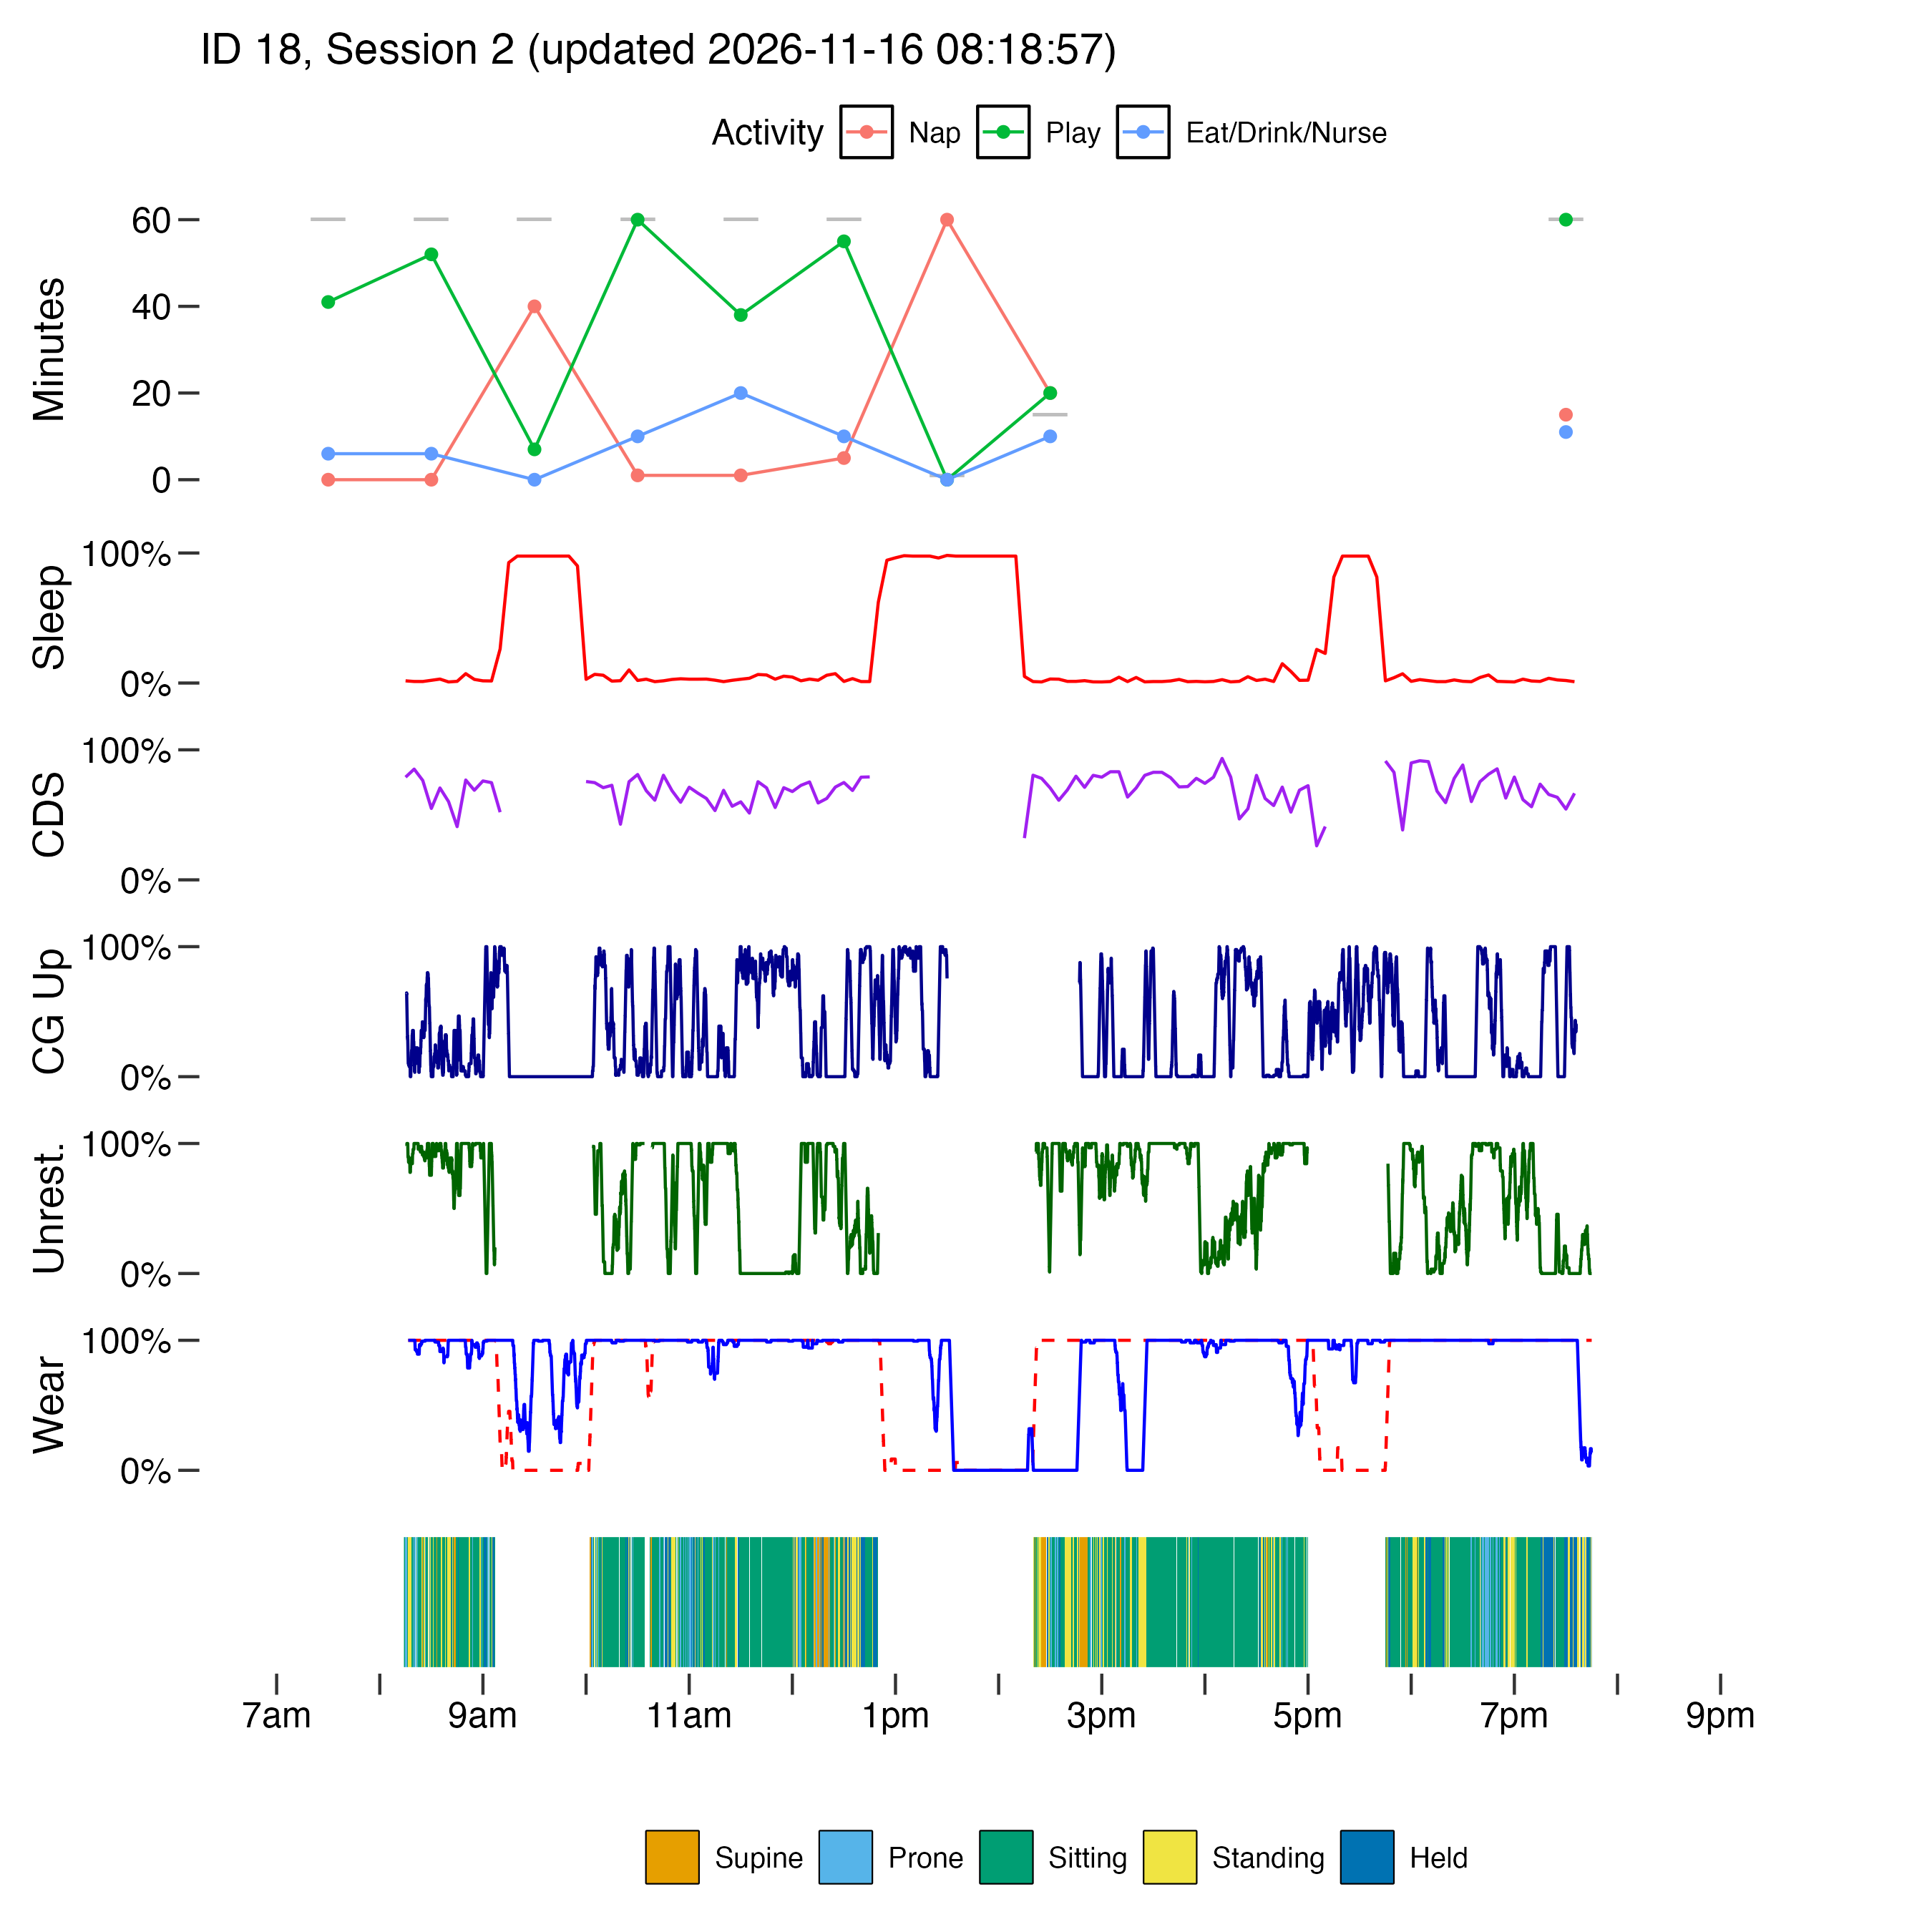 ID 18, Session 2 (updated 2026-11-16 08:18:57)
Activity Nap Play Eat/Drink/Nurse
Minutes
60
40
20
0
Sleep
100%
0%
CDS
100%
0%
CG Up
100%
0%
Unrest.
100%
0%
Wear
100%
0%
7am 9am 11am 1pm 3pm 5pm 7pm 9pm
Supine Prone Sitting Standing Held